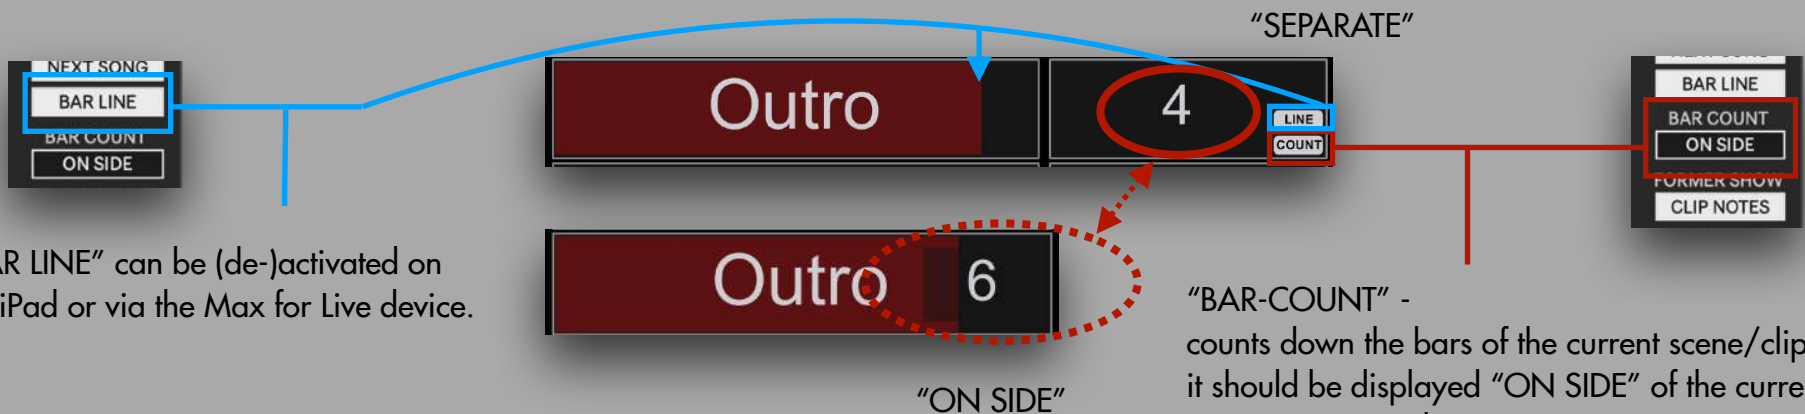 "SEPARATE"
NEXT SONG
BAR LINE
BAR COUNT
ON SIDE
Outro
4
LINE
COUNT
BAR LINE
BAR COUNT
ON SIDE
FORMER SHOW
CLIP NOTES
LINE" can be (de-)activated on
iPad or via the Max for Live device.
Outro
6
"ON SIDE"
"BAR-COUNT" -
counts down the bars of the current scene/clip
it should be displayed "ON SIDE" of the